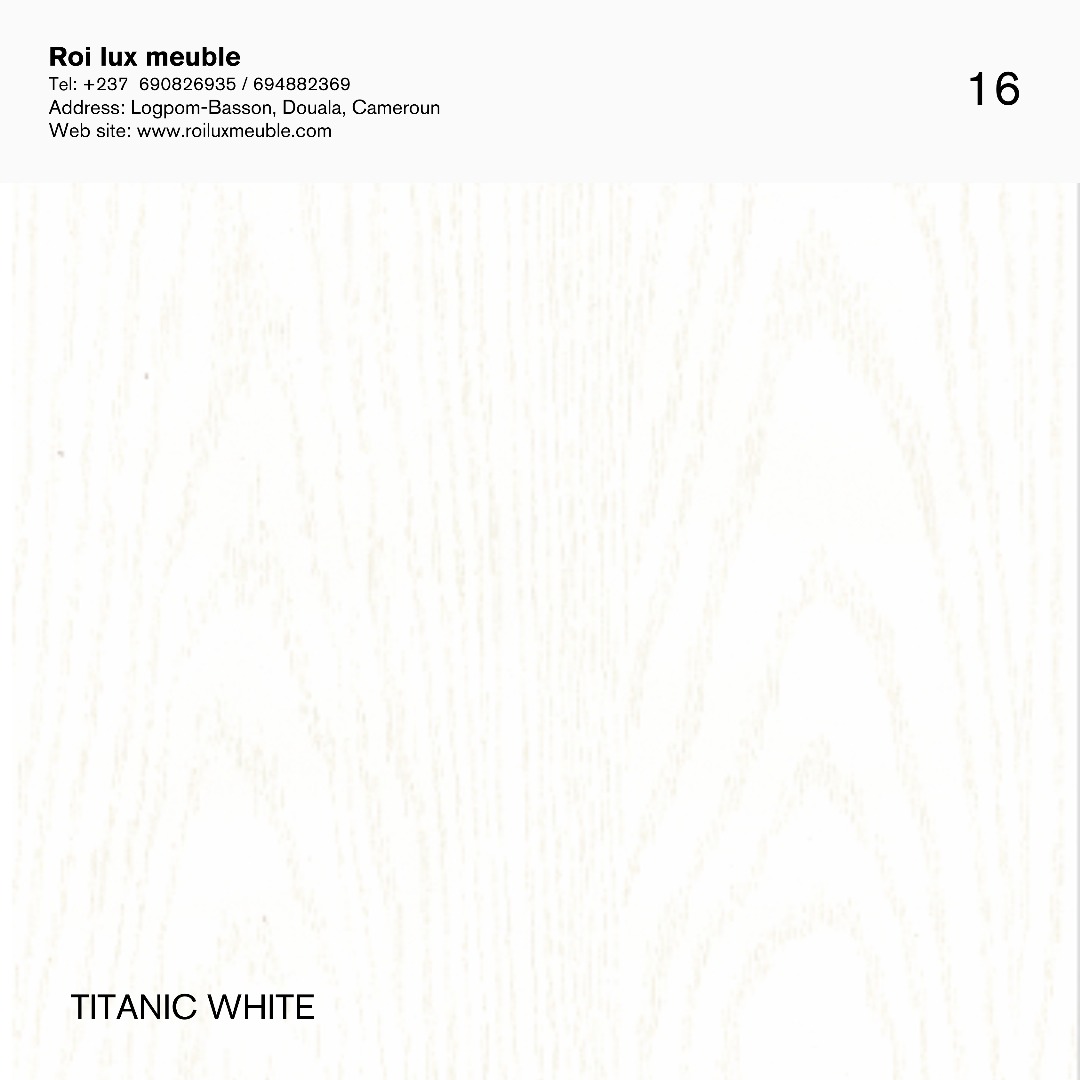 Roi lux meuble
Tel: +237 690826935 / 694882369
Address: Logpom-Basson, Douala, Cameroun
Web site: www.roiluxmeuble.com
16
TITANIC WHITE